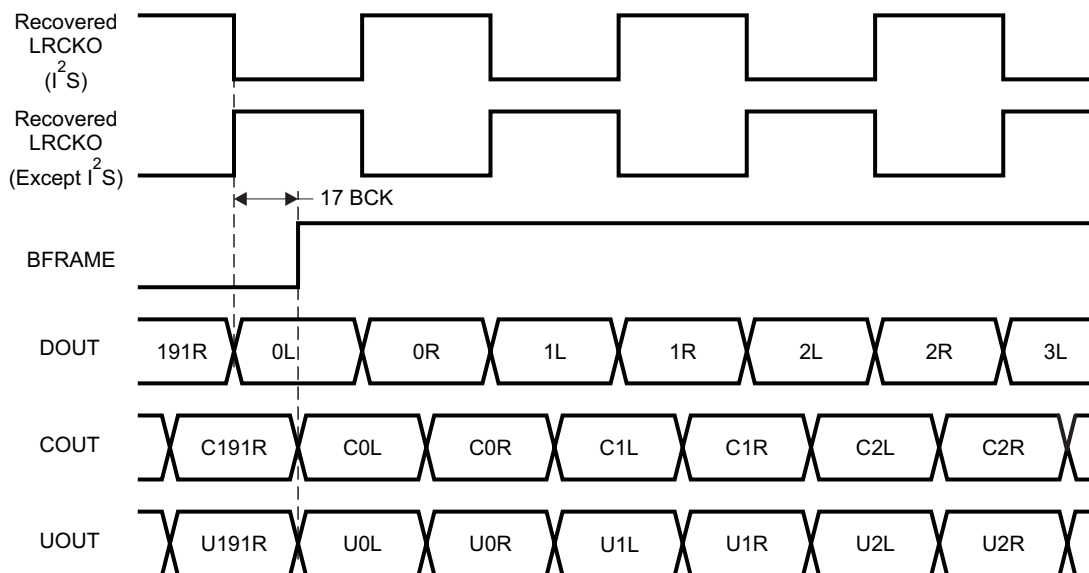 Recovered
LRCKO
(I²S)
Recovered
LRCKO
(Except I²S)
17 BCK
BFRAME
DOUT
191R 0L 0R 1L 1R 2L 2R 3L
COUT
C191R C0L C0R C1L C1R C2L C2R
UOUT
U191R U0L U0R U1L U1R U2L U2R